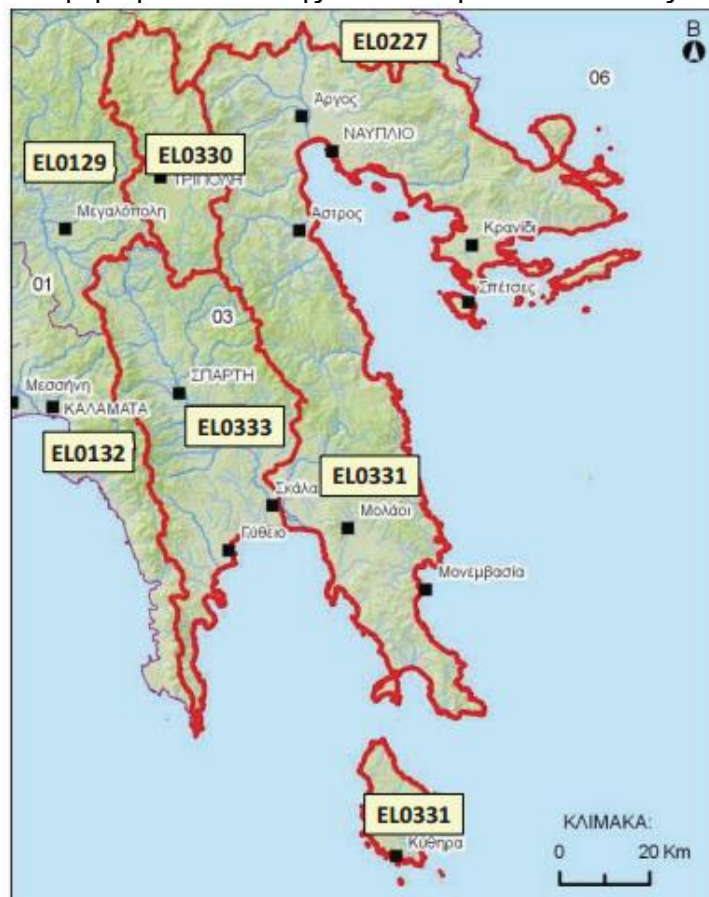 EL0227
B
06
Άργος
ΝΑΥΠΛΙΟ
EL0129
EL0330
ΤΡΙΠΟΛΗ
Μεγαλόπολη
Άστρος
Κρανίδι
01
Σπέτσες
03
Μεσσήνη
ΣΠΑΡΤΗ
ΚΑΛΑΜΑΤΑ
EL0333
EL0132
EL0331
Σκάλα
Μολάοι
Γύθειο
Μονεμβασία
EL0331
ΚΛΙΜΑΚΑ:
Κύθηρα
0 20 Km